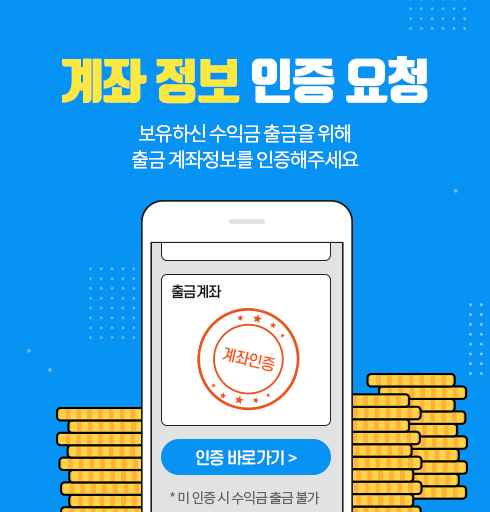 계좌 정보 인증 요청
보유하신 수익금 출금을 위해
출금 계좌정보를 인증해주세요
출금계좌
계좌인증
인증 바로가기 >
* 미 인증 시 수익금 출금 불가